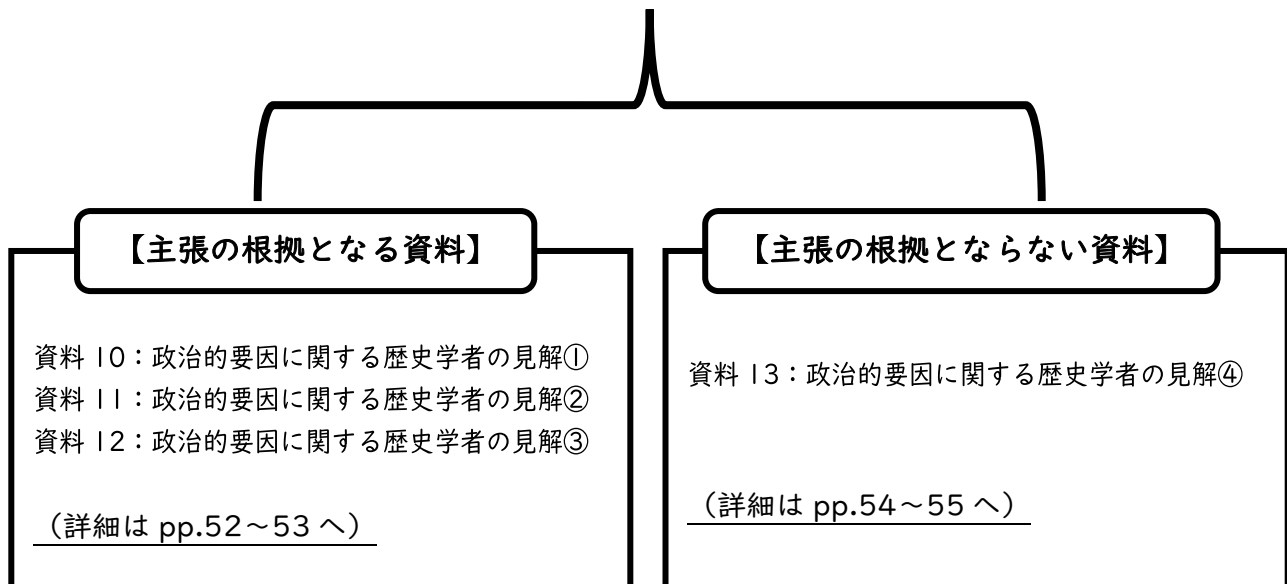 【主張の根拠となる資料】
資料 10：政治的要因に関する歴史学者の見解①
資料 11：政治的要因に関する歴史学者の見解②
資料 12：政治的要因に関する歴史学者の見解③
（詳細は pp.52～53 へ）
【主張の根拠とならない資料】
資料 13：政治的要因に関する歴史学者の見解④
（詳細は pp.54～55 へ）